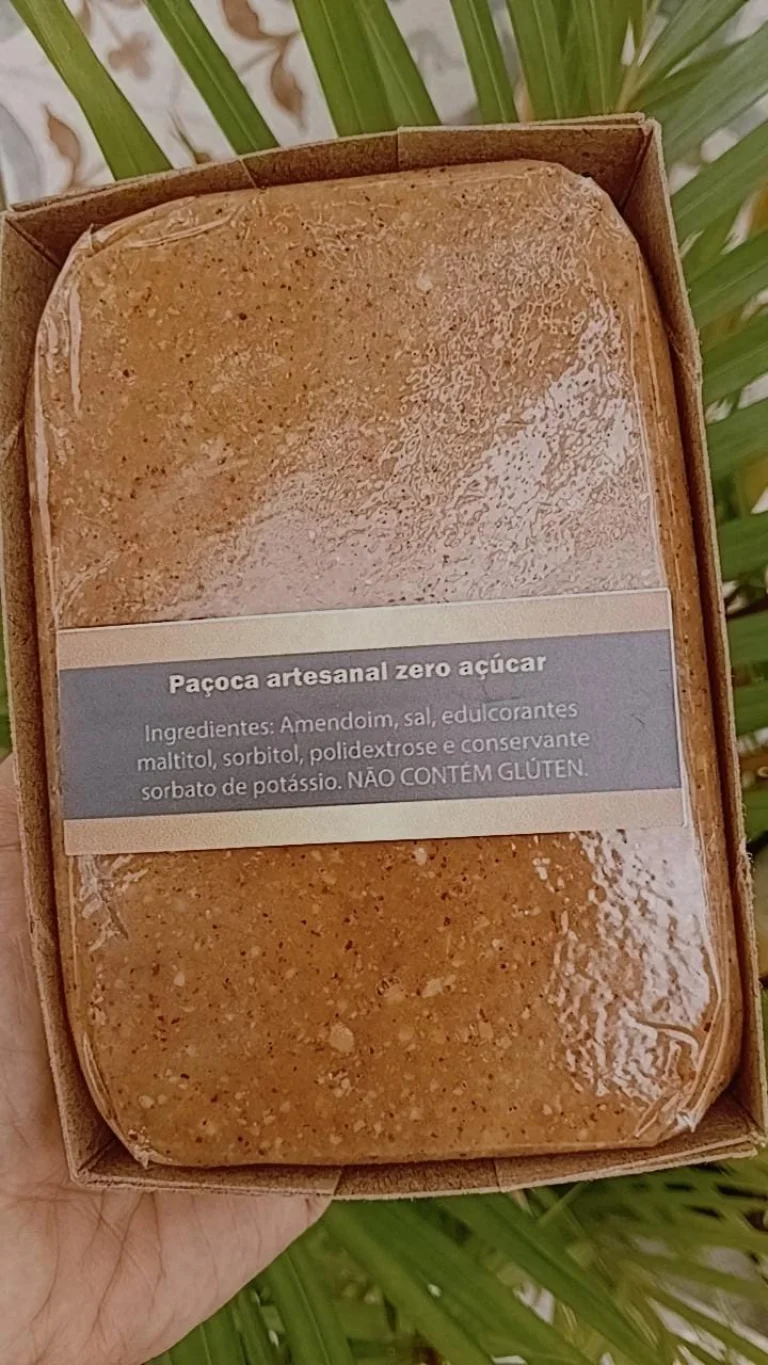 Paçoca artesanal zero açúcar
Ingredientes: Amendoim, sal, edulcorantes
maltitol, sorbitol, polidextrose e conservante
sorbato de potássio. NÃO CONTÉM GLÚTEN.